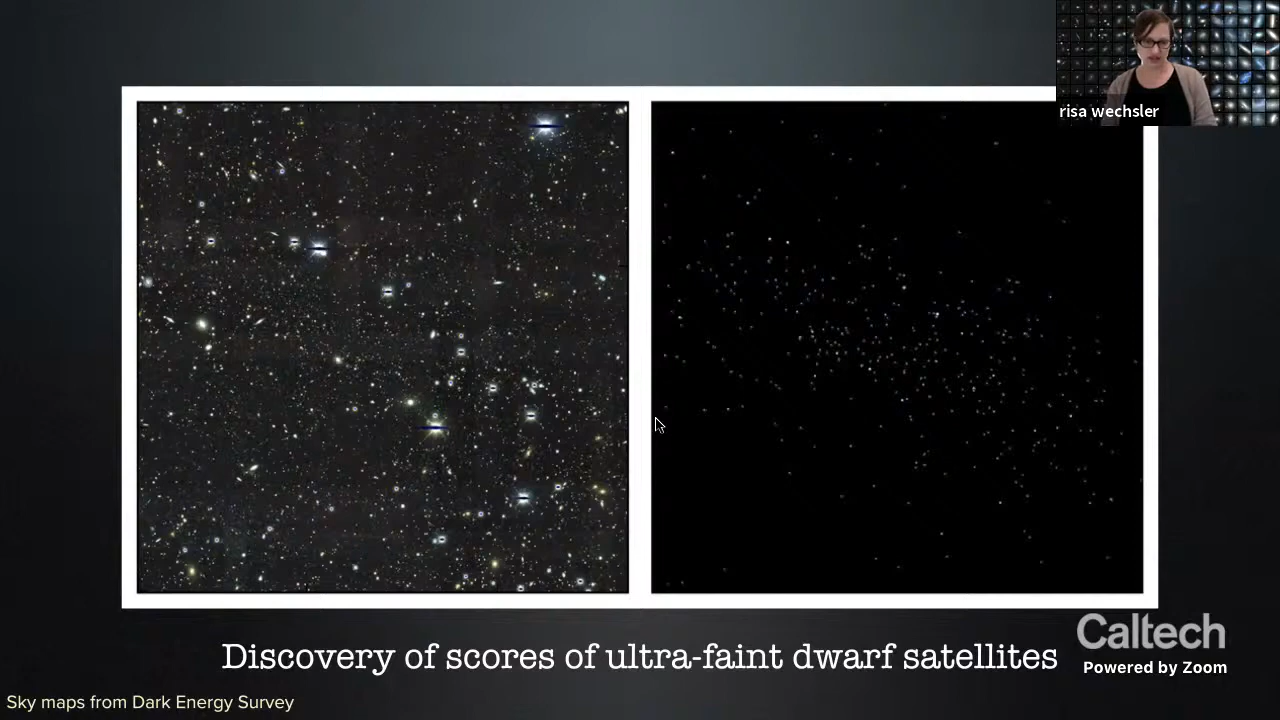 risa wechsler
Discovery of scores of ultra-faint dwarf satellites
Caltech
Powered by Zoom
Sky maps from Dark Energy Survey